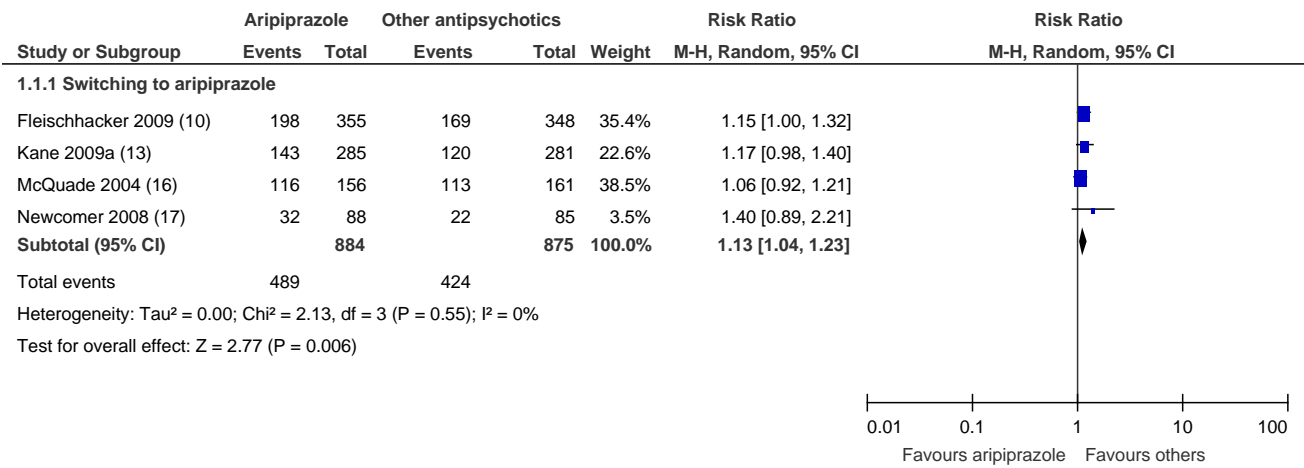 Aripiprazole Other antipsychotics Risk Ratio Risk Ratio
Study or Subgroup Events Total Events Total Weight M-H, Random, 95% CI M-H, Random, 95% CI
1.1.1 Switching to aripiprazole
Fleischhacker 2009 (10) 198 355 169 348 35.4% 1.15 [1.00, 1.32]
Kane 2009a (13) 143 285 120 281 22.6% 1.17 [0.98, 1.40]
McQuade 2004 (16) 116 156 113 161 38.5% 1.06 [0.92, 1.21]
Newcomer 2008 (17) 32 88 22 85 3.5% 1.40 [0.89, 2.21]
Subtotal (95% CI) 884 875 100.0% 1.13 [1.04, 1.23]
Total events 489 424
Heterogeneity: Tau² = 0.00; Chi² = 2.13, df = 3 (P = 0.55); I² = 0%
Test for overall effect: Z = 2.77 (P = 0.006)
0.01 0.1 1 10 100
Favours aripiprazole Favours others